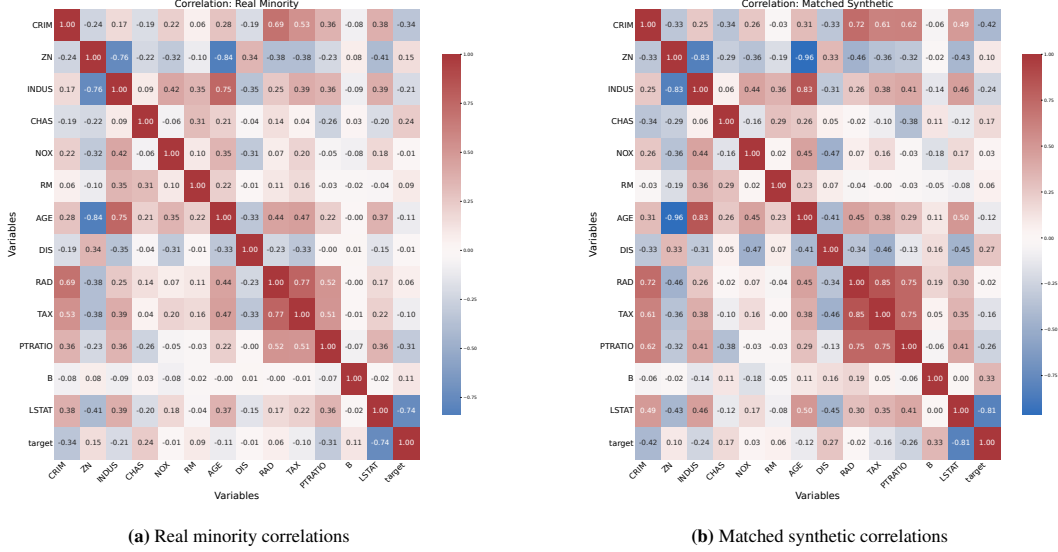 Correlation: Real Minority
CRIM 1.00 -0.24 0.17 -0.19 0.22 0.06 0.28 -0.19 0.69 0.53 0.36 -0.08 0.38 -0.34
ZN -0.24 1.00 -0.76 -0.22 -0.32 -0.10 -0.84 0.34 -0.38 -0.38 -0.23 0.08 -0.41 0.15
INDUS 0.17 -0.76 1.00 0.09 0.42 0.35 0.75 -0.35 0.25 0.39 0.36 -0.09 0.39 -0.21
CHAS -0.19 -0.22 0.09 1.00 -0.06 0.31 0.21 -0.04 0.14 0.04 -0.26 0.03 -0.20 0.24
NOX 0.22 -0.32 0.42 -0.06 1.00 0.10 0.35 -0.31 0.07 0.20 -0.05 -0.08 0.18 -0.01
RM 0.06 -0.10 0.35 0.31 0.10 1.00 0.22 -0.01 0.11 0.16 -0.03 -0.02 -0.04 0.09
AGE 0.28 -0.84 0.75 0.21 0.35 0.22 1.00 -0.33 0.44 0.47 0.22 -0.00 0.37 -0.11
DIS -0.19 0.34 -0.35 -0.04 -0.31 -0.01 -0.33 1.00 -0.23 -0.33 -0.00 0.01 -0.15 -0.01
RAD 0.69 -0.38 0.25 0.14 0.07 0.11 0.44 -0.23 1.00 0.77 0.52 -0.00 0.17 0.06
TAX 0.53 -0.38 0.39 0.04 0.20 0.16 0.47 -0.33 0.77 1.00 0.51 -0.01 0.22 -0.10
PTRATIO 0.36 -0.23 0.36 -0.26 -0.05 -0.03 0.22 -0.00 0.52 0.51 1.00 -0.07 0.36 -0.31
B -0.08 0.08 -0.09 0.03 -0.08 -0.02 -0.00 0.01 -0.00 -0.01 -0.07 1.00 -0.02 0.11
LSTAT 0.38 -0.41 0.39 -0.20 0.18 -0.04 0.37 -0.15 0.17 0.22 0.36 -0.02 1.00 -0.74
target -0.34 0.15 -0.21 0.24 -0.01 0.09 -0.11 -0.01 0.06 -0.10 -0.31 0.11 -0.74 1.00
CRIM ZN INDUS CHAS NOX RM AGE DIS RAD TAX PTRATIO B LSTAT target
Variables
Variables
1.00
0.75
0.50
0.25
0.00
-0.25
-0.50
-0.75
(a) Real minority correlations
Correlation: Matched Synthetic
CRIM 1.00 -0.33 0.25 -0.34 0.26 -0.03 0.31 -0.33 0.72 0.61 0.62 -0.06 0.49 -0.42
ZN -0.33 1.00 -0.83 -0.29 -0.36 -0.19 -0.96 0.33 -0.46 -0.36 -0.32 -0.02 -0.43 0.10
INDUS 0.25 -0.83 1.00 0.06 0.44 0.36 0.83 -0.31 0.26 0.38 0.41 -0.14 0.46 -0.24
CHAS -0.34 -0.29 0.06 1.00 -0.16 0.29 0.26 0.05 -0.02 -0.10 -0.38 0.11 -0.12 0.17
NOX 0.26 -0.36 0.44 -0.16 1.00 0.02 0.45 -0.47 0.07 0.16 -0.03 -0.18 0.17 0.03
RM -0.03 -0.19 0.36 0.29 0.02 1.00 0.23 0.07 -0.04 -0.00 -0.03 -0.05 -0.08 0.06
AGE 0.31 -0.96 0.83 0.26 0.45 0.23 1.00 -0.41 0.45 0.38 0.29 0.11 0.50 -0.12
DIS -0.33 0.33 -0.31 0.05 -0.47 0.07 -0.41 1.00 -0.34 -0.46 -0.13 0.16 -0.45 0.27
RAD 0.72 -0.46 0.26 -0.02 0.07 -0.04 0.45 -0.34 1.00 0.85 0.75 0.19 0.30 -0.02
TAX 0.61 -0.36 0.38 -0.10 0.16 -0.00 0.38 -0.46 0.85 1.00 0.75 0.05 0.35 -0.16
PTRATIO 0.62 -0.32 0.41 -0.38 -0.03 -0.03 0.29 -0.13 0.75 0.75 1.00 -0.06 0.41 -0.26
B -0.06 -0.02 -0.14 0.11 -0.18 -0.05 0.11 0.16 0.19 0.05 -0.06 1.00 0.00 0.33
LSTAT 0.49 -0.43 0.46 -0.12 0.17 -0.08 0.50 -0.45 0.30 0.35 0.41 0.00 1.00 -0.81
target -0.42 0.10 -0.24 0.17 0.03 0.06 -0.12 0.27 -0.02 -0.16 -0.26 0.33 -0.81 1.00
CRIM ZN INDUS CHAS NOX RM AGE DIS RAD TAX PTRATIO B LSTAT target
Variables
Variables
1.00
0.75
0.50
0.25
0.00
-0.25
-0.50
-0.75
(b) Matched synthetic correlations